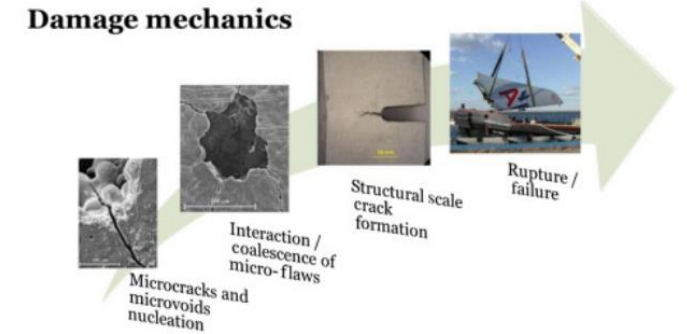 Damage mechanics
Microcracks and
microvoids
nucleation
Interaction /
coalescence of
micro-flaws
Structural scale
crack
formation
Rupture /
failure